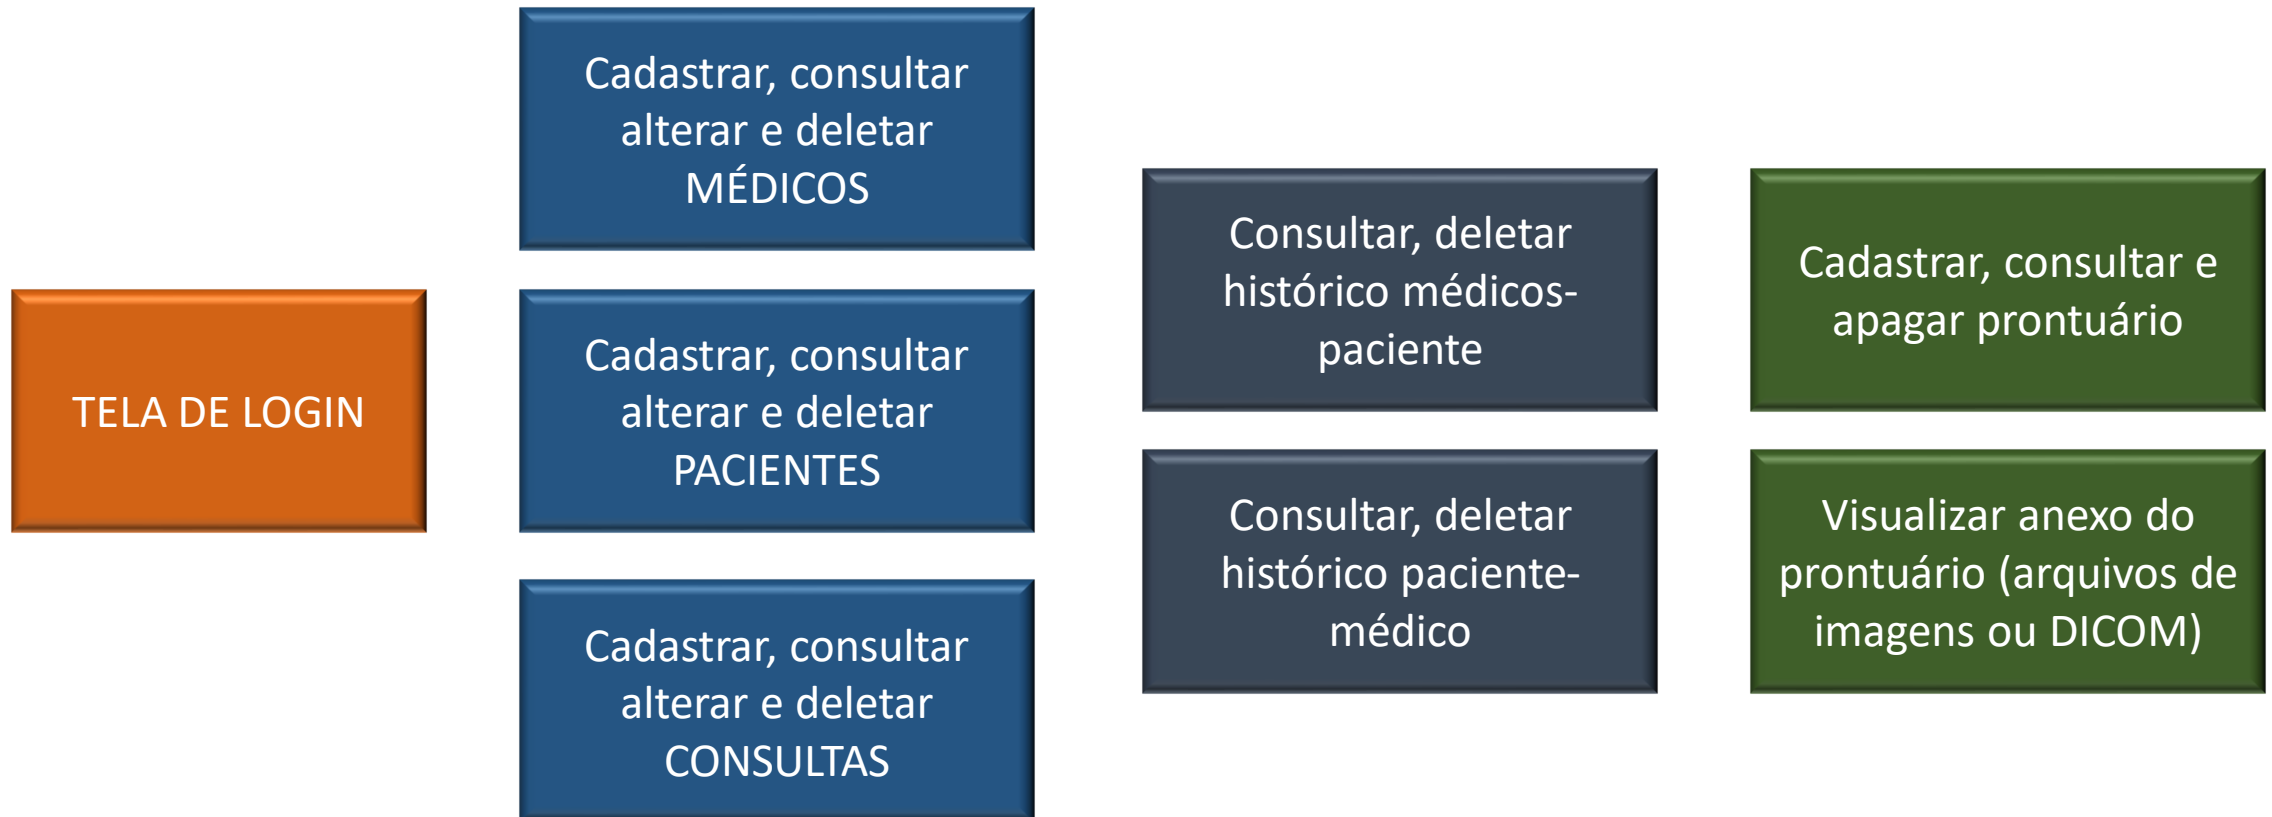 TELA DE LOGIN
Cadastrar, consultar
alterar e deletar
MÉDICOS
Cadastrar, consultar
alterar e deletar
PACIENTES
Cadastrar, consultar
alterar e deletar
CONSULTAS
Consultar, deletar
histórico médicos-
paciente
Consultar, deletar
histórico paciente-
médico
Cadastrar, consultar e
apagar prontuário
Visualizar anexo do
prontuário (arquivos de
imagens ou DICOM)